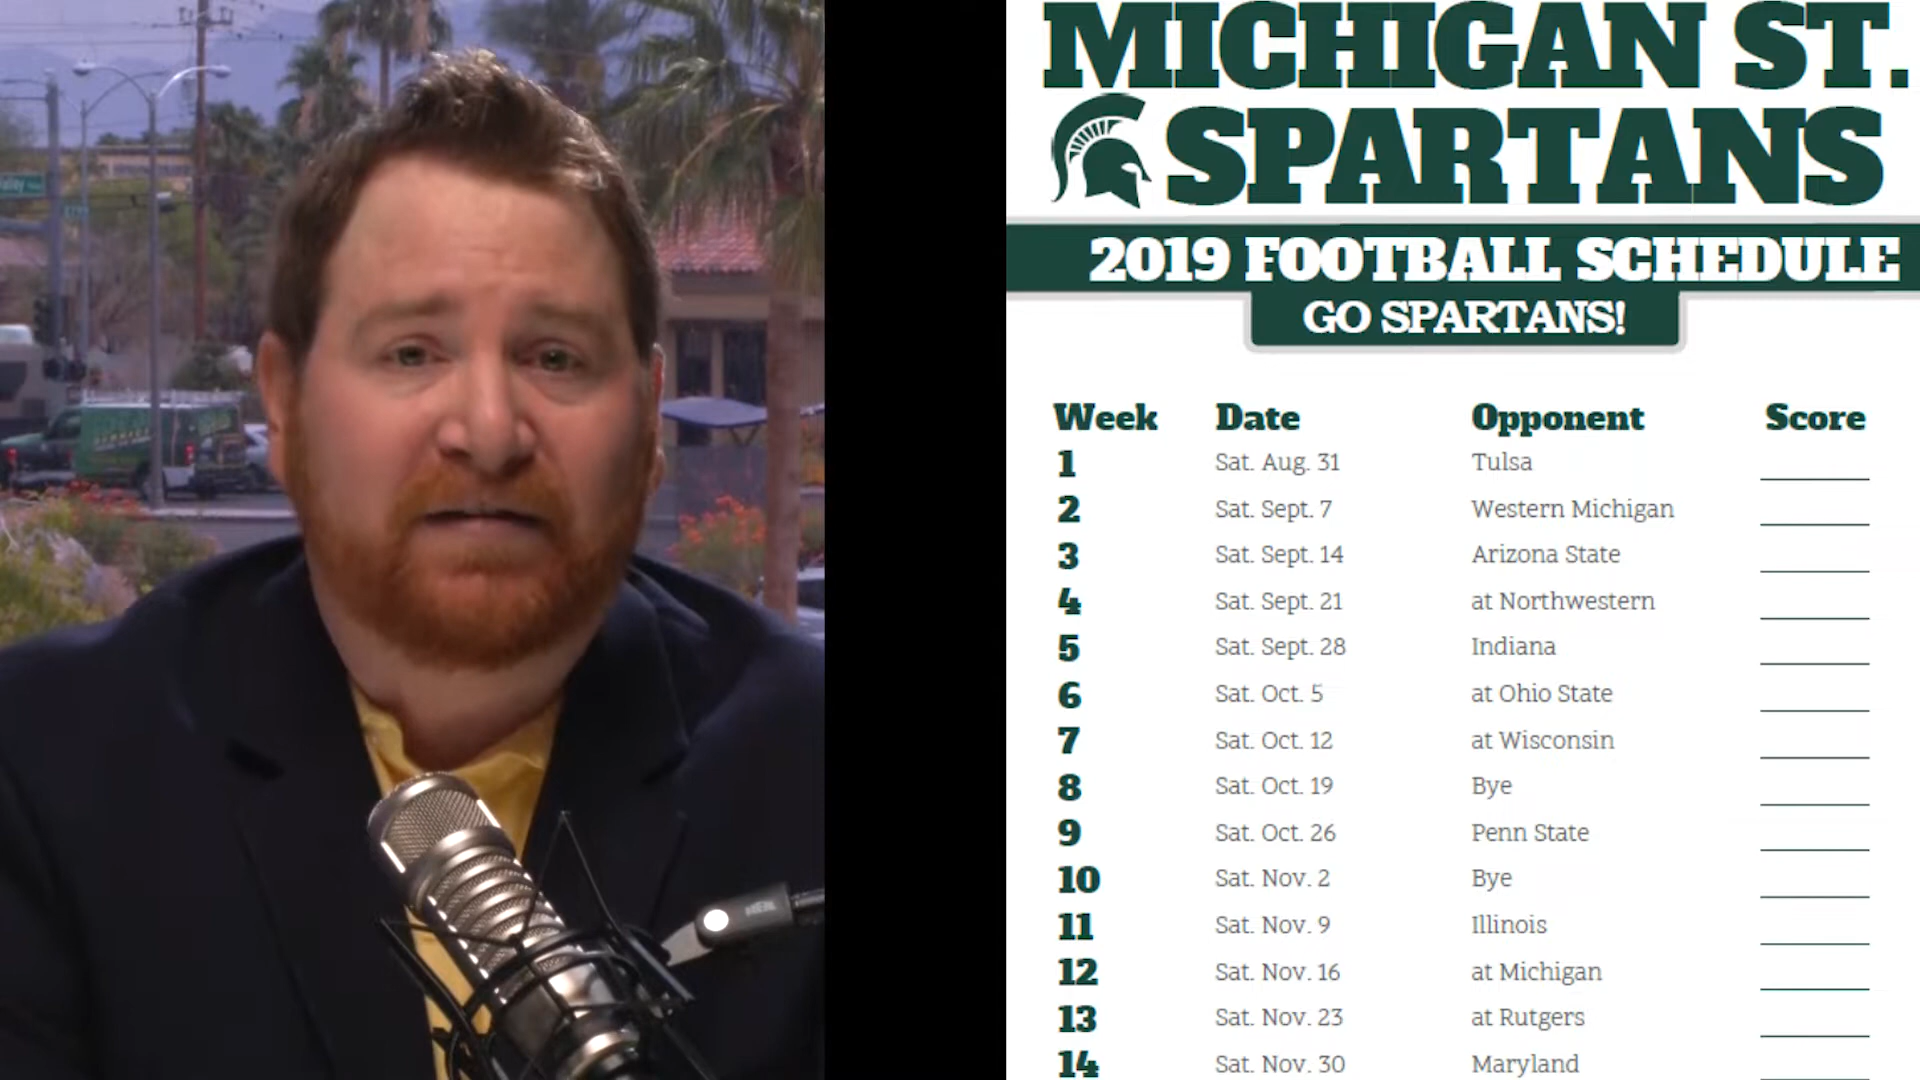 MICHIGAN ST.
SPARTANS
2019 FOOTBALL SCHEDULE
GO SPARTANS!
Week Date Opponent Score
1 Sat. Aug. 31 Tulsa
2 Sat. Sept. 7 Western Michigan
3 Sat. Sept. 14 Arizona State
4 Sat. Sept. 21 at Northwestern
5 Sat. Sept. 28 Indiana
6 Sat. Oct. 5 at Ohio State
7 Sat. Oct. 12 at Wisconsin
8 Sat. Oct. 19 Bye
9 Sat. Oct. 26 Penn State
10 Sat. Nov. 2 Bye
11 Sat. Nov. 9 Illinois
12 Sat. Nov. 16 at Michigan
13 Sat. Nov. 23 at Rutgers
14 Sat. Nov. 30 Maryland